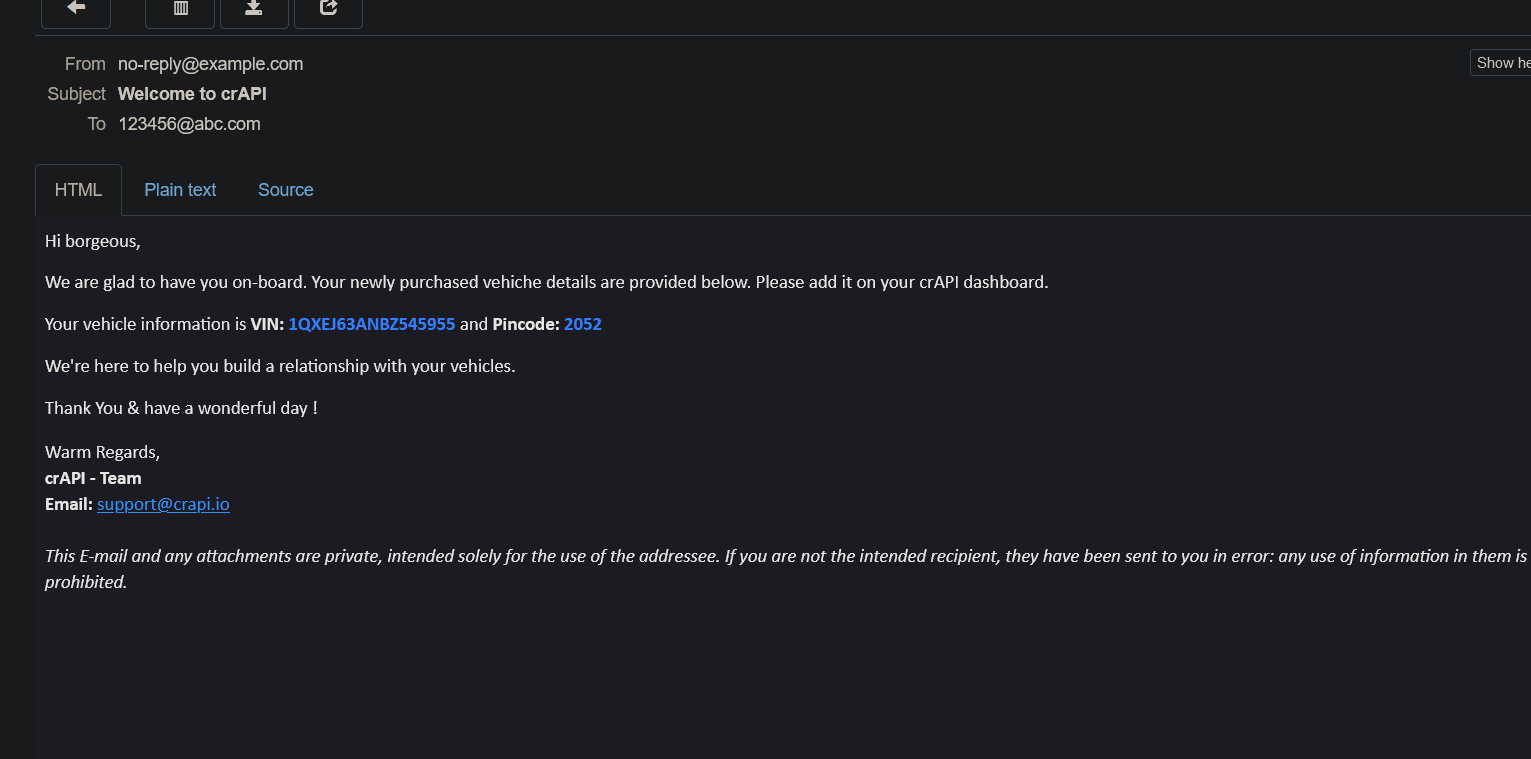 From no-reply@example.com
Show he
Subject Welcome to crAPI
To 123456@abc.com
HTML Plain text Source
Hi borgeous,
We are glad to have you on-board. Your newly purchased vehiche details are provided below. Please add it on your crAPI dashboard.
Your vehicle information is VIN: 1QXEJ63ANBZ545955 and Pincode: 2052
We're here to help you build a relationship with your vehicles.
Thank You & have a wonderful day !
Warm Regards,
crAPI - Team
Email: support@crapi.io
This E-mail and any attachments are private, intended solely for the use of the addressee. If you are not the intended recipient, they have been sent to you in error: any use of information in them is
prohibited.